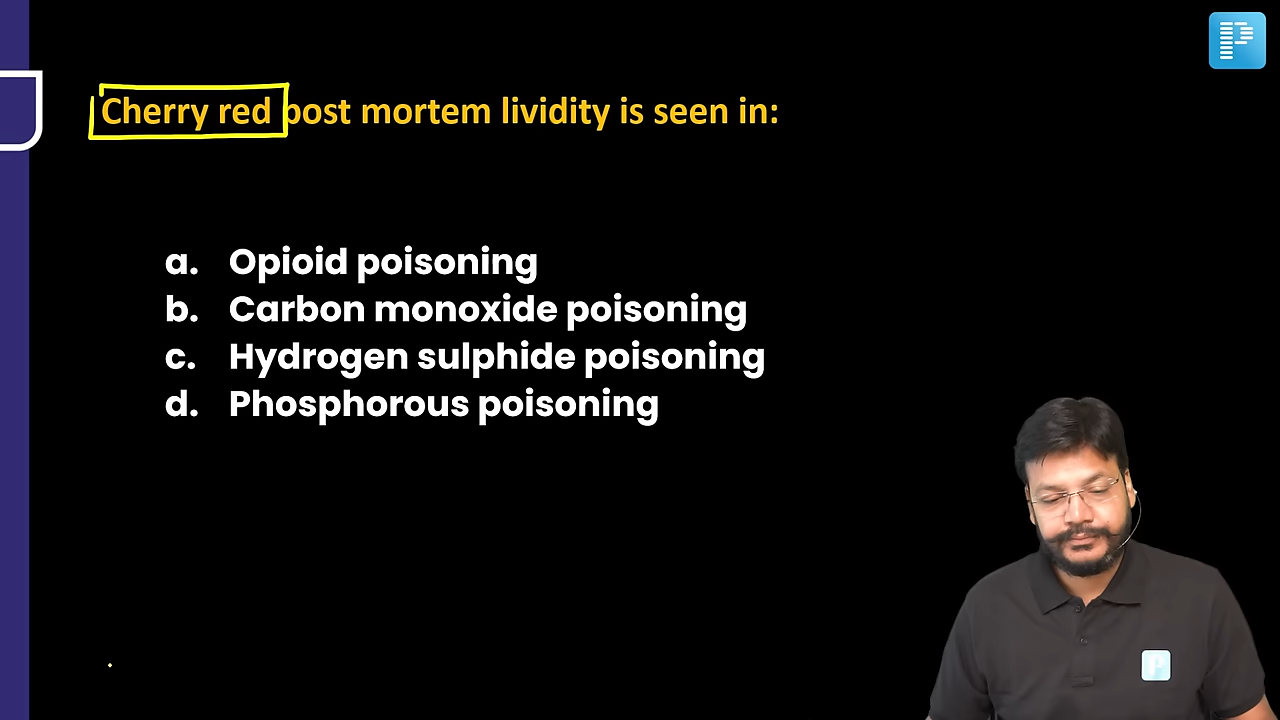 Cherry red post mortem lividity is seen in:
a. Opioid poisoning
b. Carbon monoxide poisoning
c. Hydrogen sulphide poisoning
d. Phosphorous poisoning
P
P